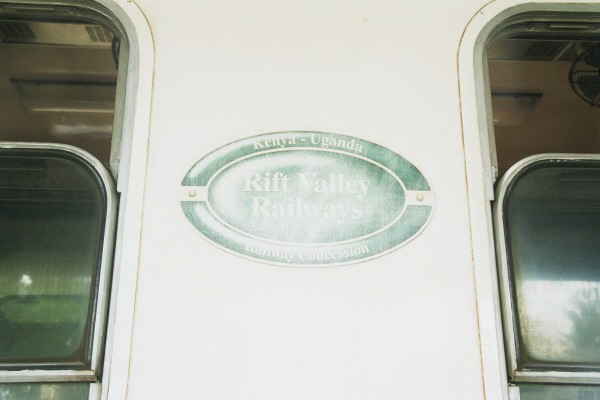 Kenya - Uganda
Rift Valley
Railways
Railway Concession